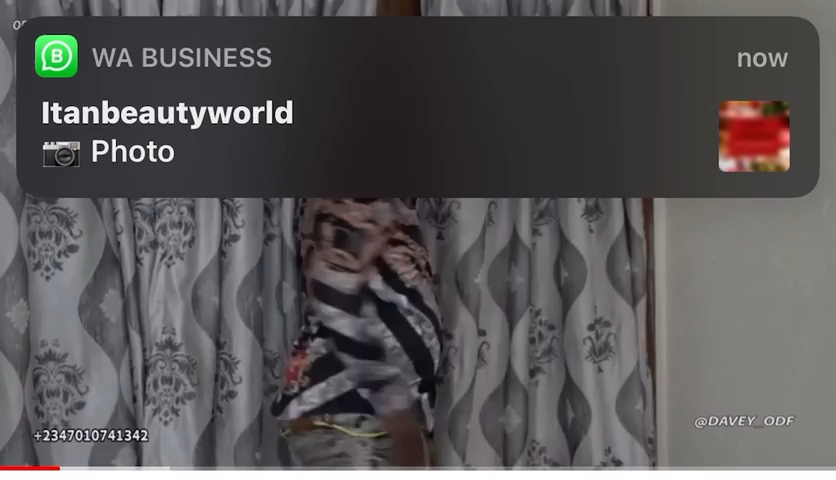 WA BUSINESS
now
Itanbeautyworld
Photo
@DAVEY_ODF
+2347010741342